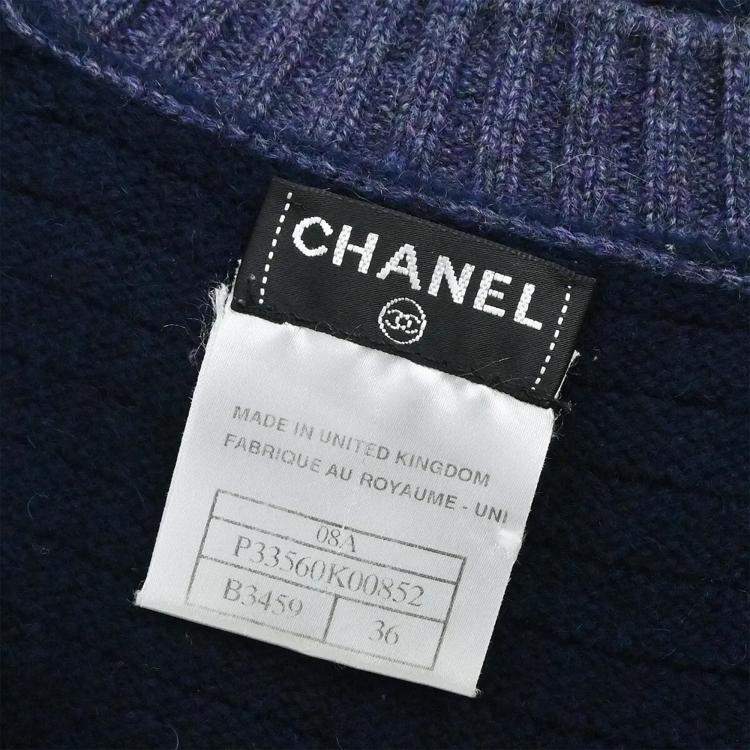 CHANEL
MADE IN UNITED KINGDOM
FABRIQUE AU ROYAUME - UNI
08A
P33560K00852
B3459
36